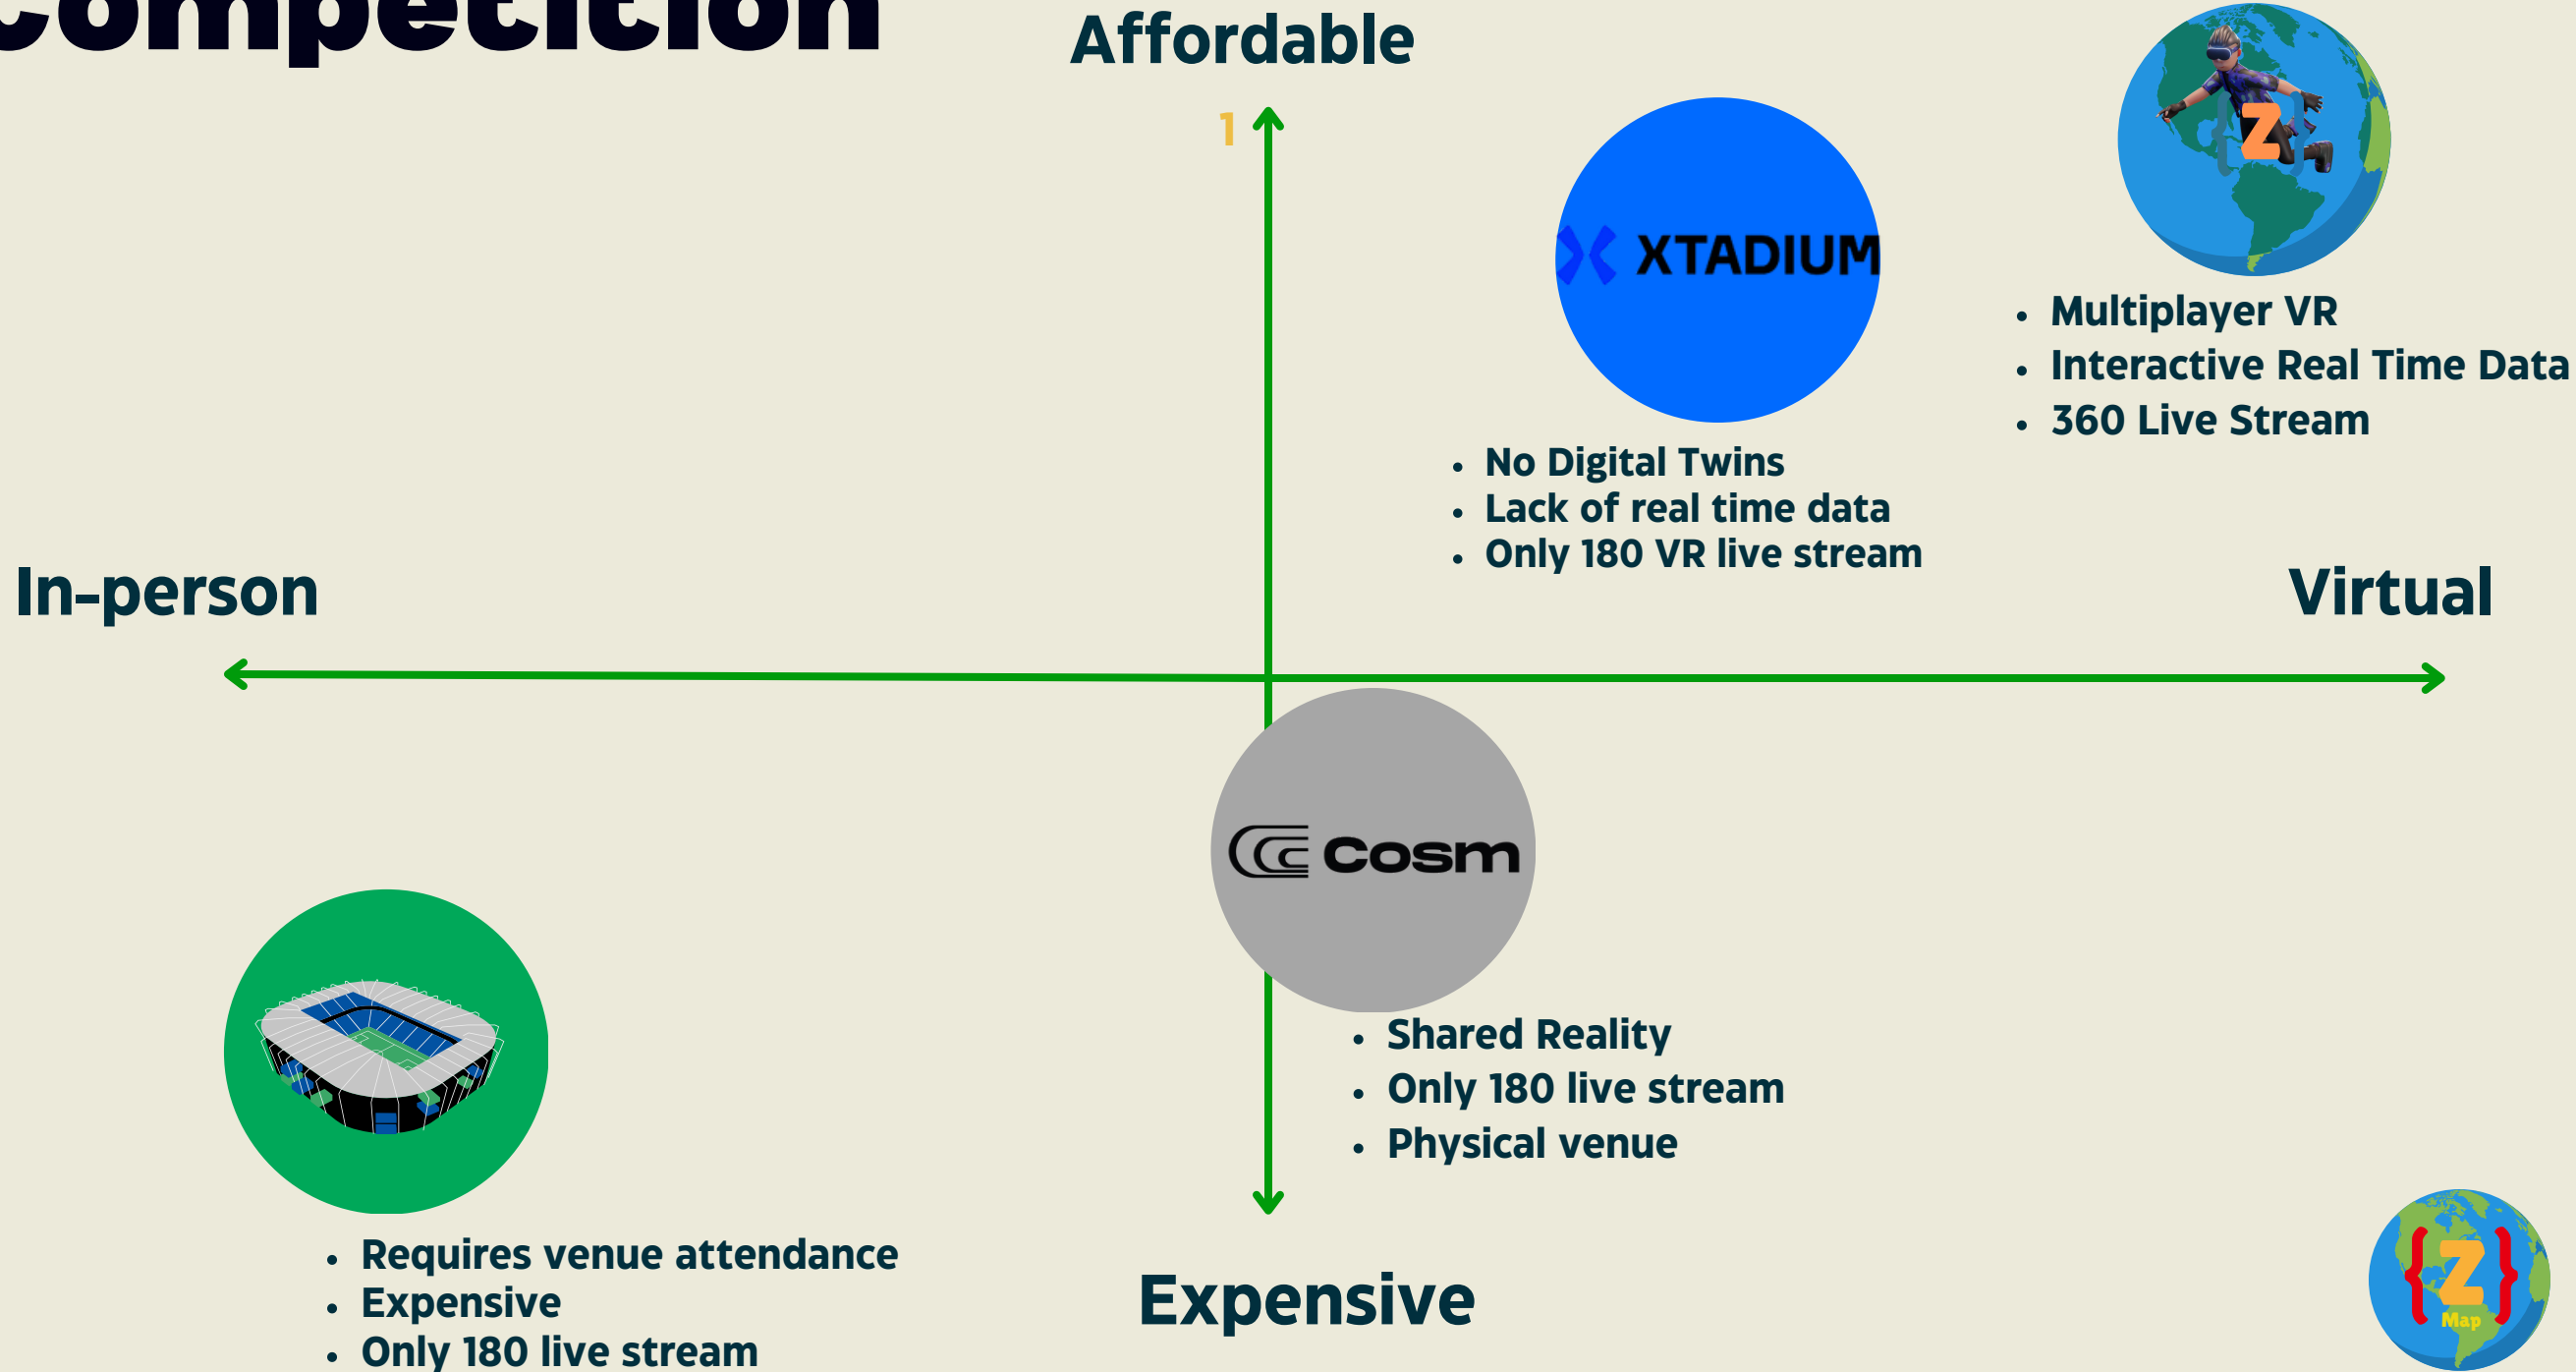 Competition
Affordable
1
XTADIUM
Z
• Multiplayer VR
• Interactive Real Time Data
• 360 Live Stream
• No Digital Twins
• Lack of real time data
• Only 180 VR live stream
In-person
Virtual
Cosm
• Shared Reality
• Only 180 live stream
• Physical venue
• Requires venue attendance
• Expensive
• Only 180 live stream
Expensive
{Z}
Map